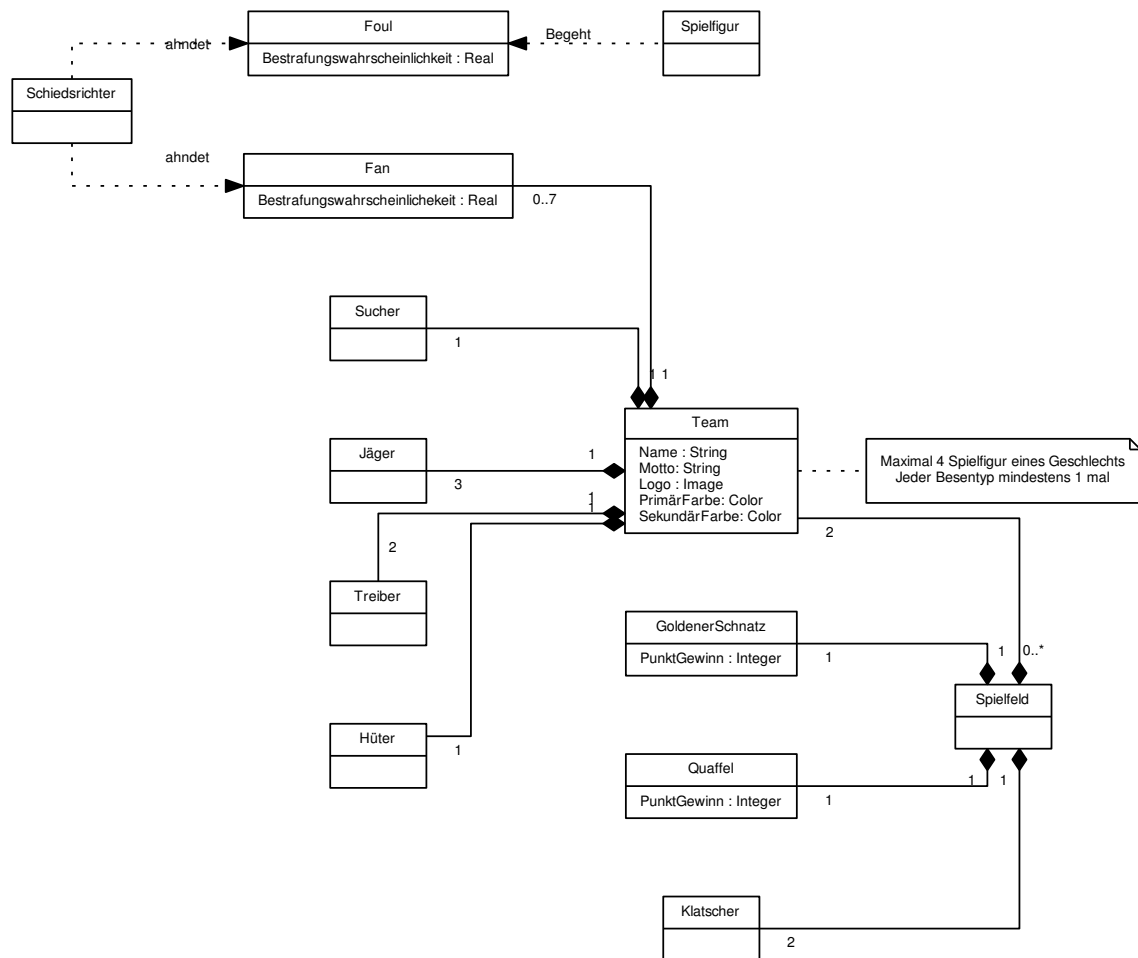 Foul
Bestrafungswahrscheinlichkeit : Real
Begeht
Spielfigur
ahndet
Schiedsrichter
ahndet
Fan
Bestrafungswahrscheinlichekeit : Real
0..7
Sucher
1
1
1
Team
Name : String
Motto: String
Logo : Image
PrimärFarbe: Color
SekundärFarbe: Color
Maximal 4 Spielfigur eines Geschlechts
Jeder Besentyp mindestens 1 mal
Jäger
1
3
1
1
2
2
Treiber
GoldenerSchnatz
PunktGewinn : Integer
1
1
0..*
Spielfeld
Hüter
1
Quaffel
PunktGewinn : Integer
1
1
1
Klatscher
2